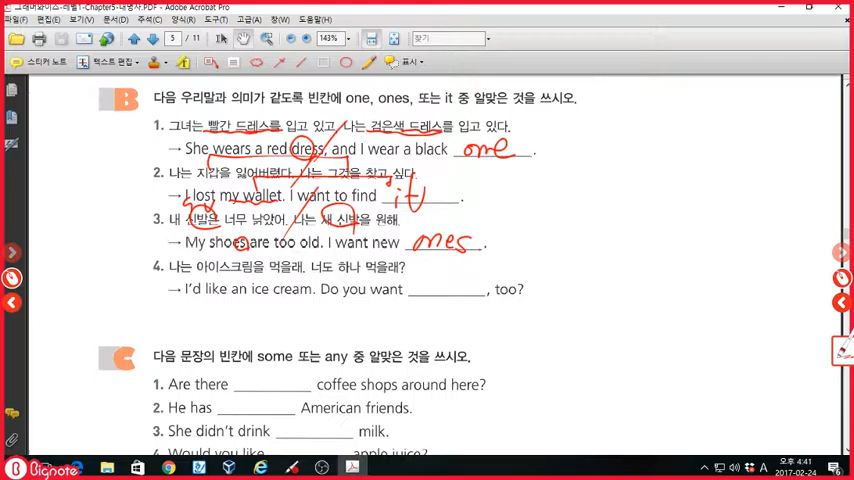 그래머와이즈-레벨1-Chapter5-대명사.PDF - Adobe Acrobat Pro
파일(F) 편집(E) 보기(V) 문서(D) 주석(C) 양식(R) 도구(T) 고급(A) 창(W) 도움말(H)
5 / 11 143% 찾기
스티커 노트 텍스트 편집 표시
B 다음 우리말과 의미가 같도록 빈칸에 one, ones, 또는 it 중 알맞은 것을 쓰시오.
1. 그녀는 빨간 드레스를 입고 있고, 나는 검은색 드레스를 입고 있다.
→ She wears a red dress, and I wear a black one.
2. 나는 지갑을 잃어버렸다. 나는 그것을 찾고 싶다.
→ I lost my wallet. I want to find it.
3. 내 신발은 너무 낡았어. 나는 새 신발을 원해.
→ My shoes are too old. I want new ones.
4. 나는 아이스크림을 먹을래. 너도 하나 먹을래?
→ I'd like an ice cream. Do you want ________, too?
C 다음 문장의 빈칸에 some 또는 any 중 알맞은 것을 쓰시오.
1. Are there ________ coffee shops around here?
2. He has ________ American friends.
3. She didn't drink ________ milk.
4. Would you like ________ apple juice?
Bignote
A 오후 4:41
2017-02-24